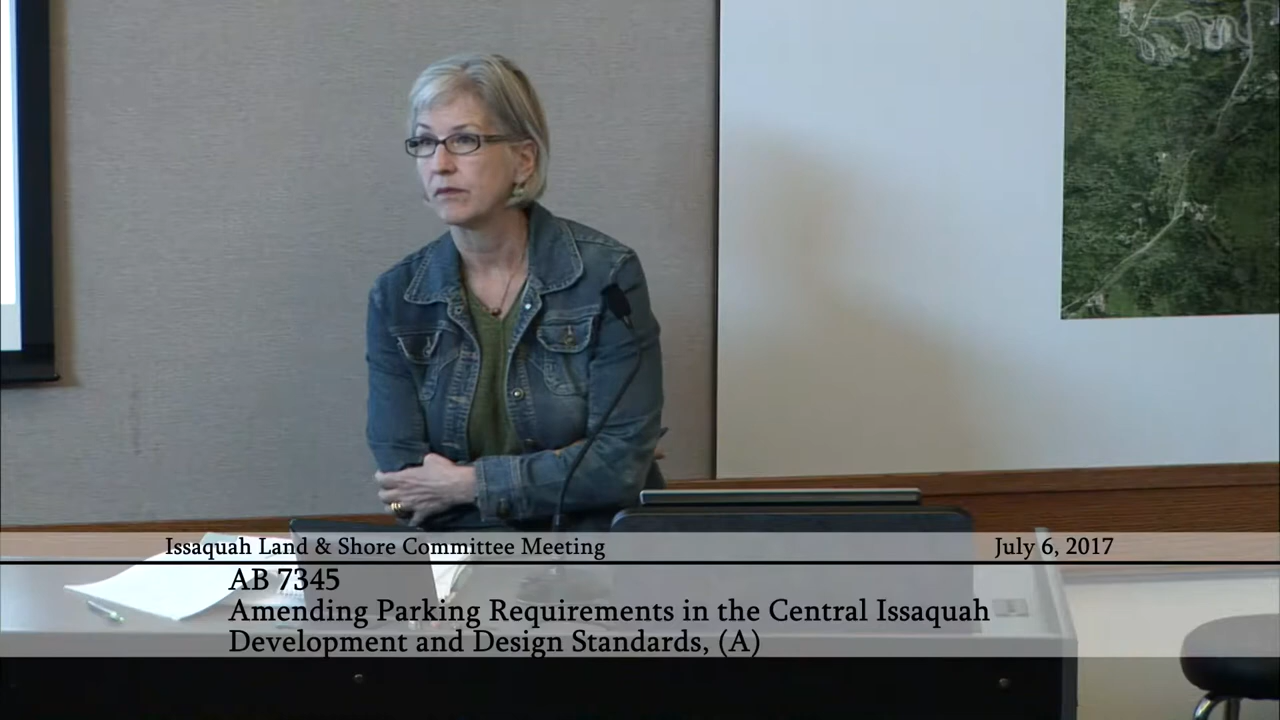 Issaquah Land & Shore Committee Meeting
July 6, 2017
AB 7345
Amending Parking Requirements in the Central Issaquah
Development and Design Standards, (A)